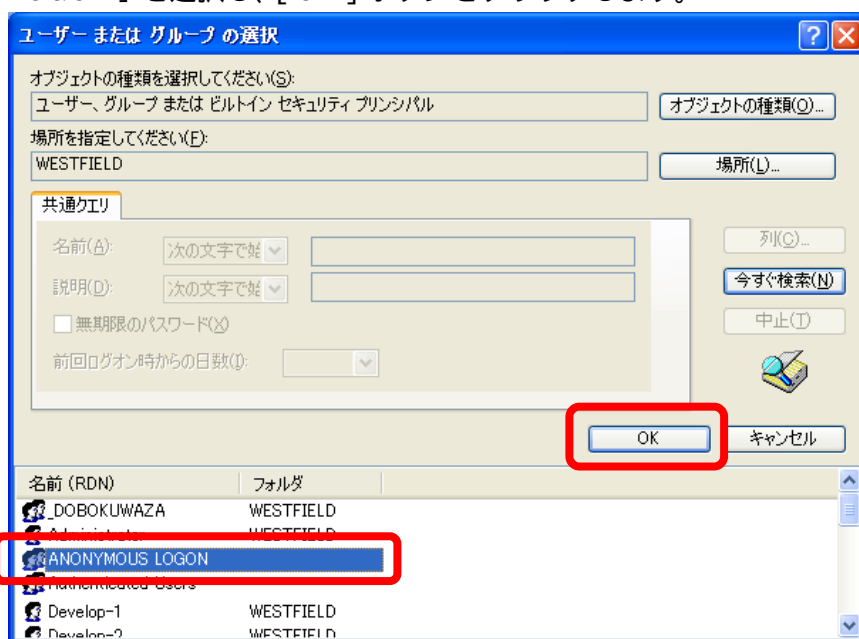 ユーザー または グループ の選択
オブジェクトの種類を選択してください(S):
ユーザー、グループ または ビルトイン セキュリティ プリンシパル
オブジェクトの種類(O)...
場所を指定してください(F):
WESTFIELD
場所(L)...
共通クエリ
名前(A):
次の文字で始
列(C)...
説明(D):
次の文字で始
今すぐ検索(N)
無期限のパスワード(X)
中止(T)
前回ログオン時からの日数(I):
OK
キャンセル
名前 (RDN)
フォルダ
_DOBOKUWAZA WESTFIELD
Administrator WESTFIELD
ANONYMOUS LOGON
Authenticated Users
Develop-1 WESTFIELD
Develop-2 WESTFIELD